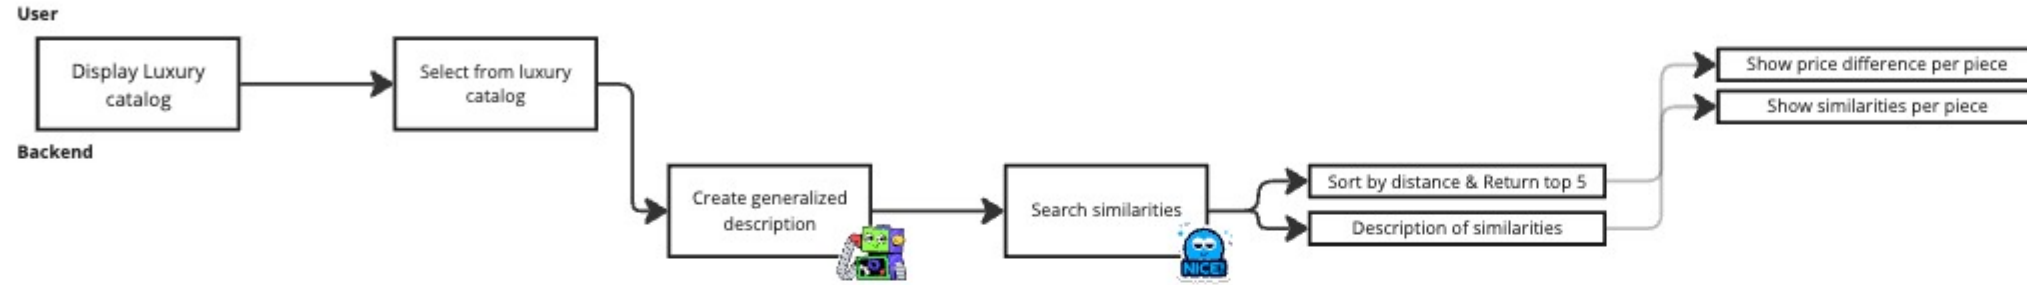 User
Display Luxury
catalog
Select from luxury
catalog
Show price difference per piece
Show similarities per piece
Backend
Create generalized
description
Search similarities
NICE!
Sort by distance & Return top 5
Description of similarities